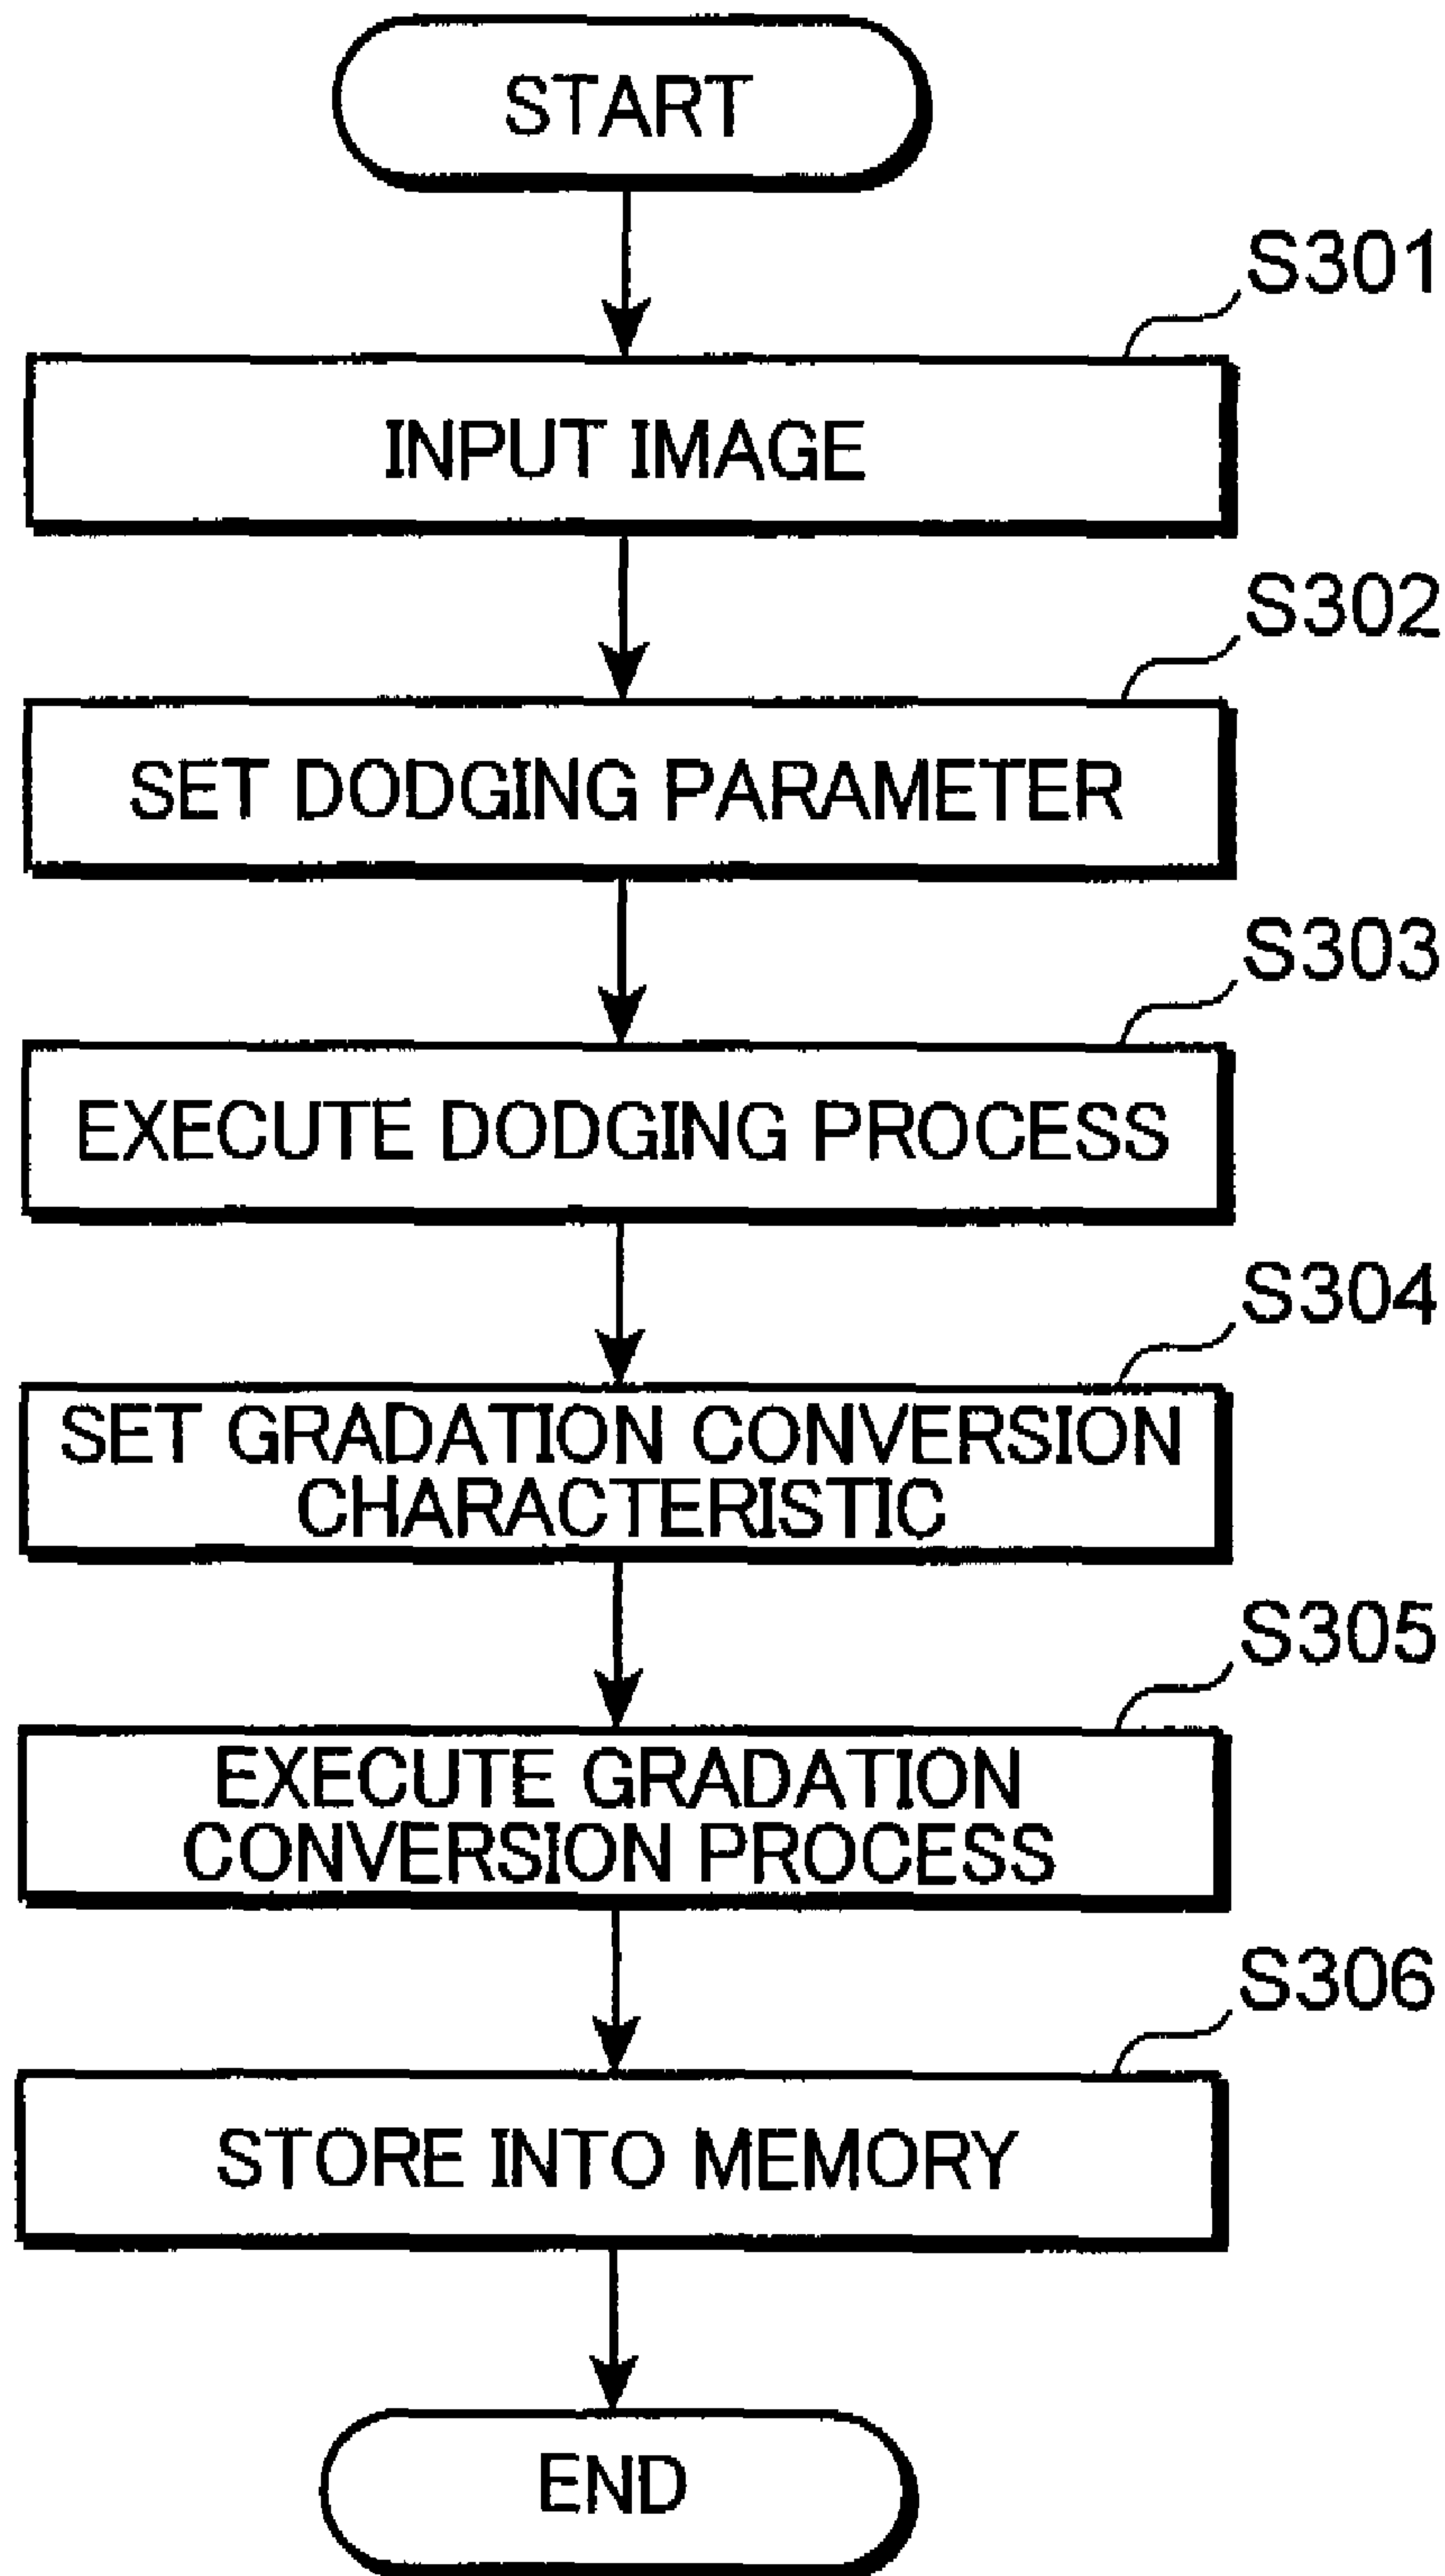 START
S301
INPUT IMAGE
S302
SET DODGING PARAMETER
S303
EXECUTE DODGING PROCESS
S304
SET GRADATION CONVERSION
CHARACTERISTIC
S305
EXECUTE GRADATION
CONVERSION PROCESS
S306
STORE INTO MEMORY
END